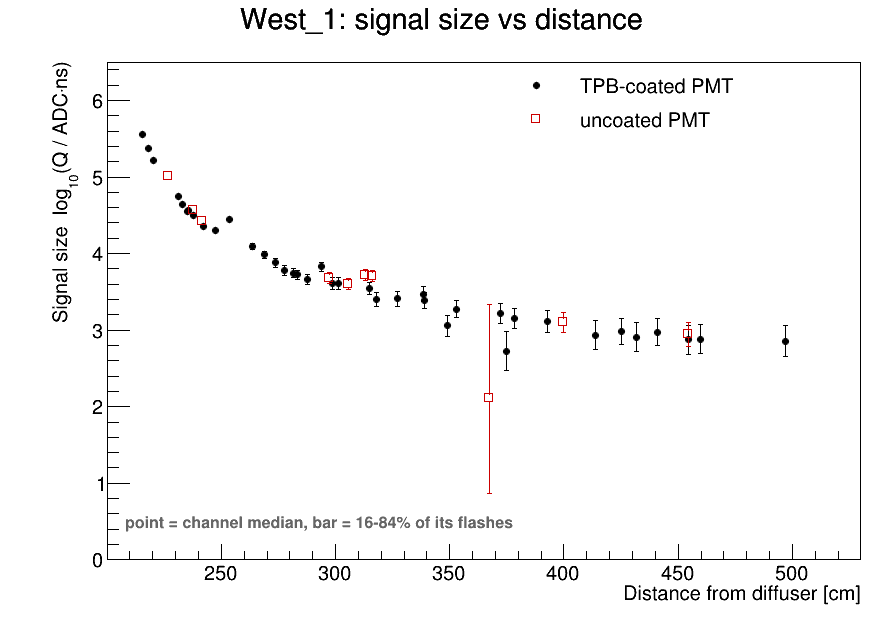 West_1: signal size vs distance
Signal size log10(Q / ADC·ns)
TPB-coated PMT
uncoated PMT
6
5
4
3
2
1
0
point = channel median, bar = 16-84% of its flashes
250 300 350 400 450 500
Distance from diffuser [cm]